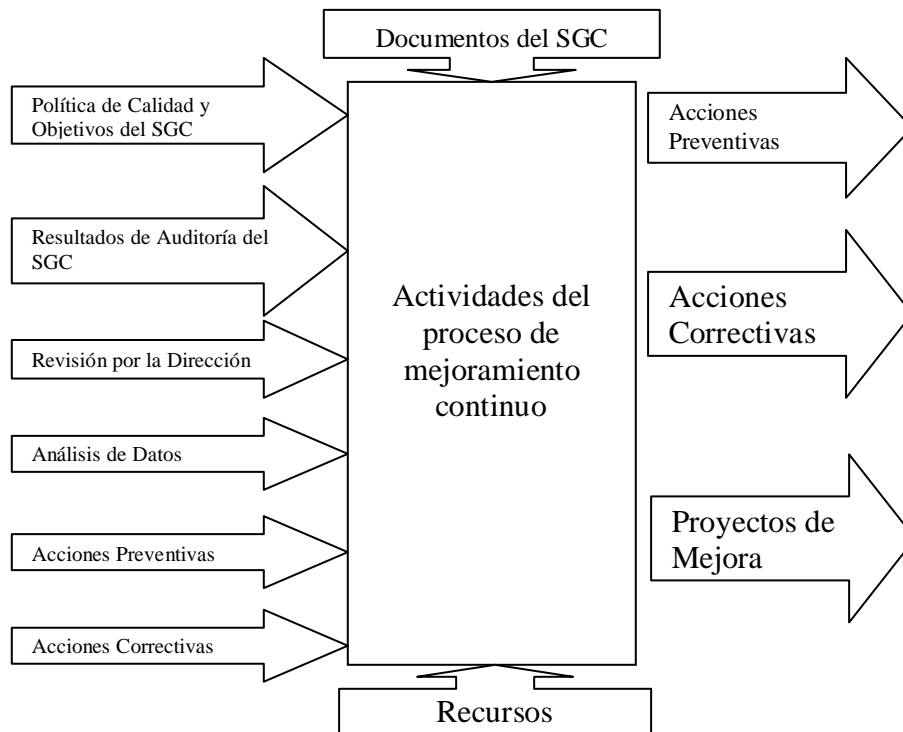 Documentos del SGC
Política de Calidad y
Objetivos del SGC
Resultados de Auditoría del
SGC
Revisión por la Dirección
Análisis de Datos
Acciones Preventivas
Acciones Correctivas
Actividades del
proceso de
mejoramiento
continuo
Acciones
Preventivas
Acciones
Correctivas
Proyectos de
Mejora
Recursos